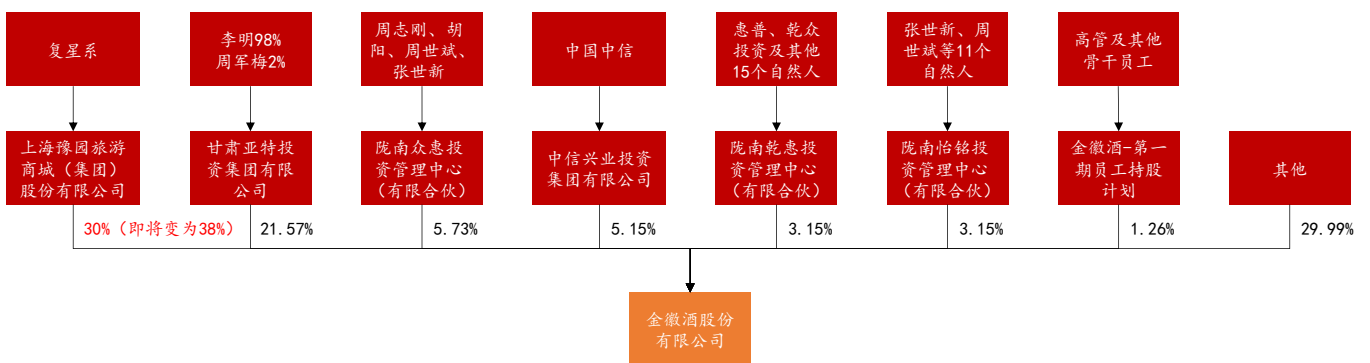 复星系
李明98%
周军梅2%
周志刚、胡
阳、周世斌、
张世新
中国中信
惠普、乾众
投资及其他
15个自然人
张世新、周
世斌等11个
自然人
高管及其他
骨干员工
上海豫园旅游
商城（集团）
股份有限公司
甘肃亚特投
资集团有限
公司
陇南众惠投
资管理中心
（有限合伙）
中信兴业投资
集团有限公司
陇南乾惠投
资管理中心
（有限合伙）
陇南怡铭投
资管理中心
（有限合伙）
金徽酒-第一
期员工持股
计划
其他
30%（即将变为38%）
21.57%
5.73%
5.15%
3.15%
3.15%
1.26%
29.99%
金徽酒股份
有限公司